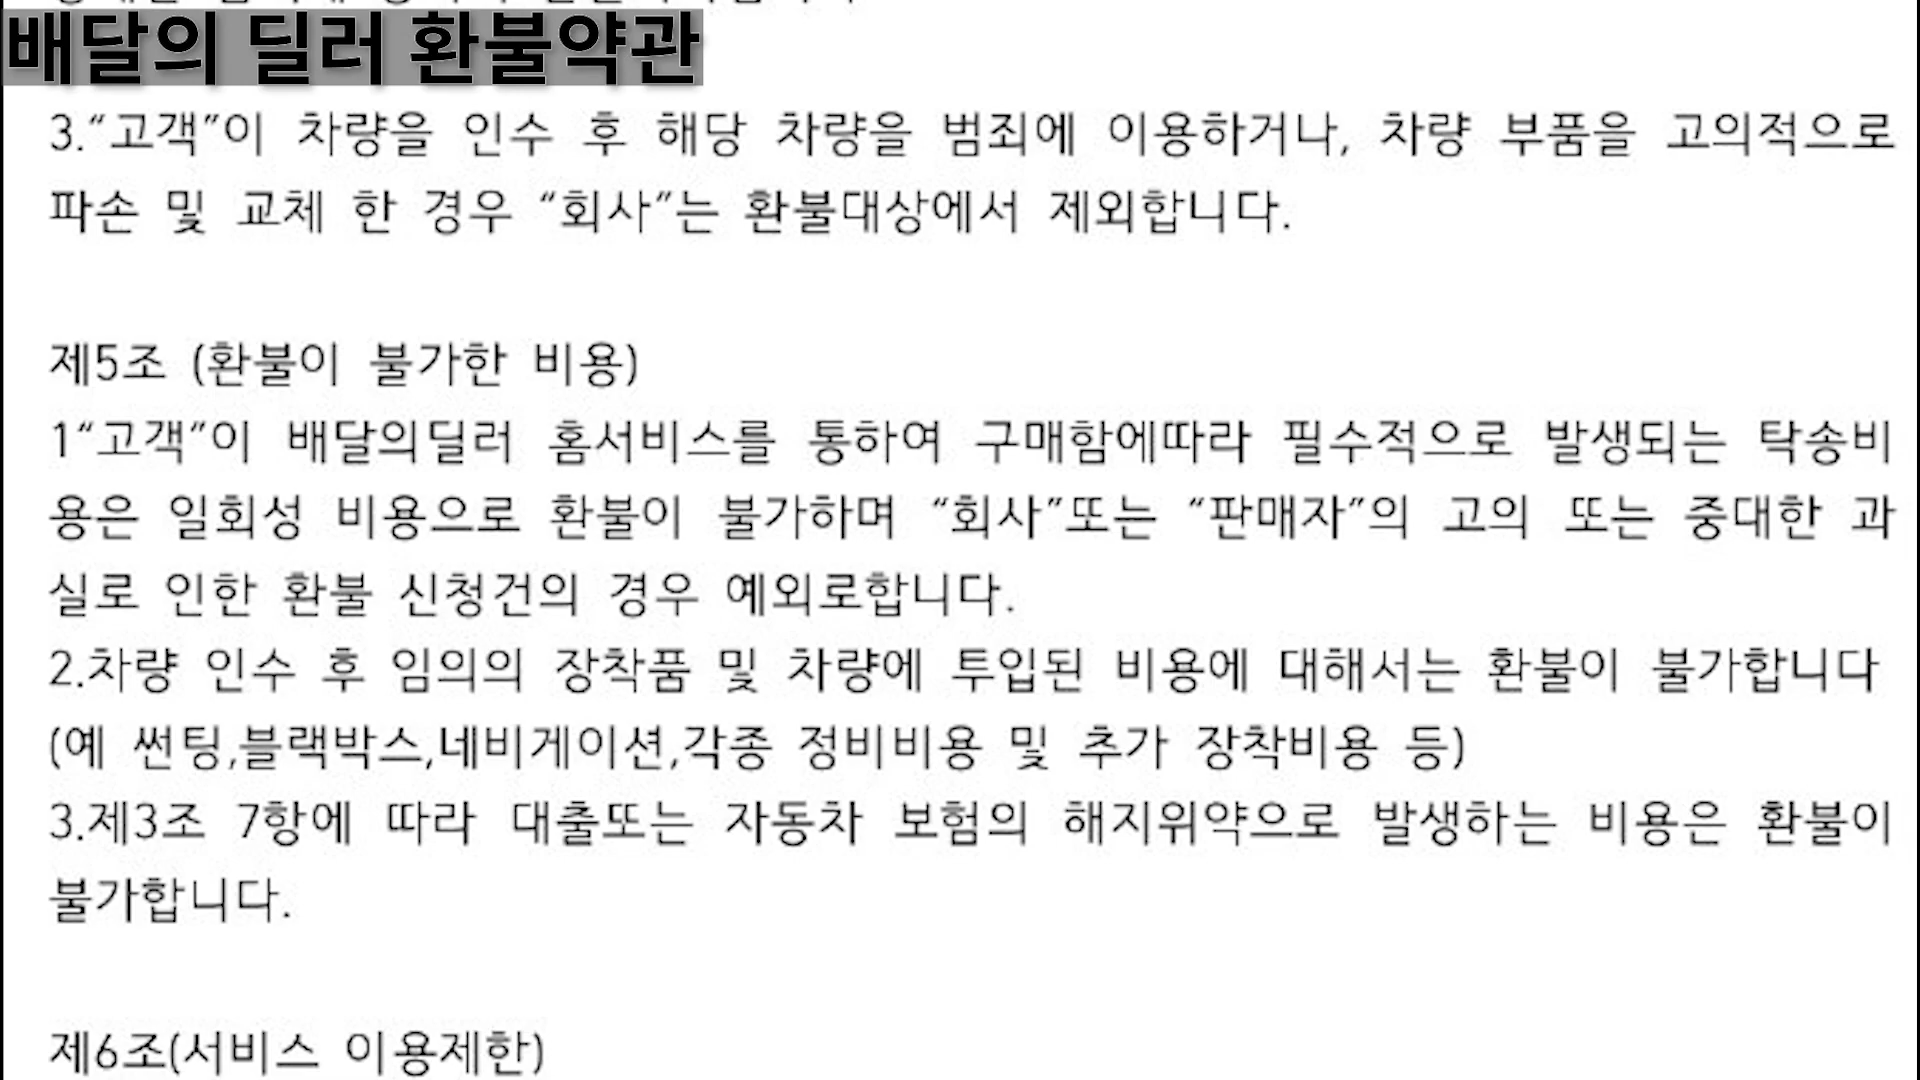 배달의 딜러 환불약관
3.“고객”이 차량을 인수 후 해당 차량을 범죄에 이용하거나, 차량 부품을 고의적으로
파손 및 교체 한 경우 “회사”는 환불대상에서 제외합니다.
제5조 (환불이 불가한 비용)
1“고객”이 배달의딜러 홈서비스를 통하여 구매함에따라 필수적으로 발생되는 탁송비
용은 일회성 비용으로 환불이 불가하며 “회사”또는 “판매자”의 고의 또는 중대한 과
실로 인한 환불 신청건의 경우 예외로합니다.
2.차량 인수 후 임의의 장착품 및 차량에 투입된 비용에 대해서는 환불이 불가합니다
(예 썬팅,블랙박스,네비게이션,각종 정비비용 및 추가 장착비용 등)
3.제3조 7항에 따라 대출또는 자동차 보험의 해지위약으로 발생하는 비용은 환불이
불가합니다.
제6조(서비스 이용제한)